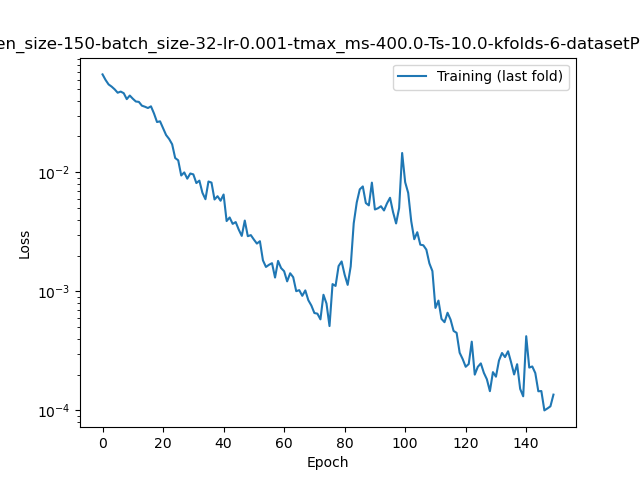 en_size-150-batch_size-32-lr-0.001-tmax_ms-400.0-Ts-10.0-kfolds-6-datasetP
Training (last fold)
Loss
10⁻²
10⁻³
10⁻⁴
0 20 40 60 80 100 120 140
Epoch